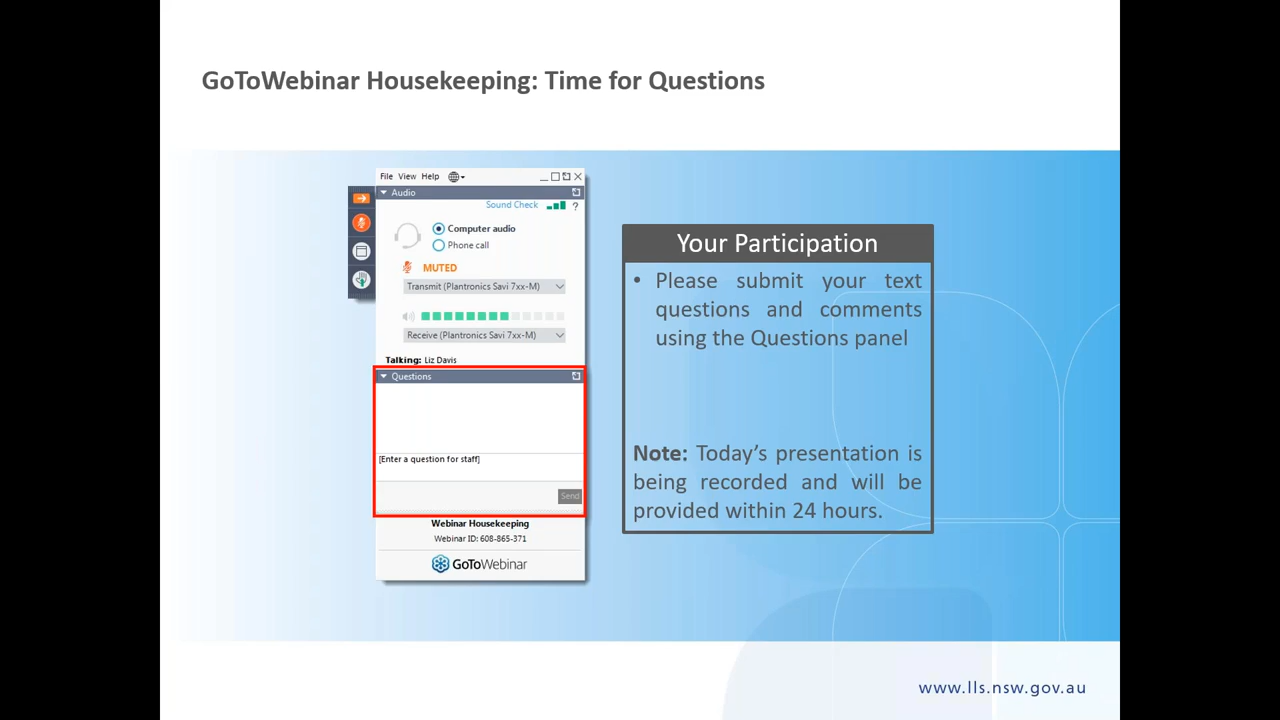 GoToWebinar Housekeeping: Time for Questions
File View Help
Audio
Sound Check ?
Computer audio
Phone call
MUTED
Transmit (Plantronics Savi 7xx-M)
Receive (Plantronics Savi 7xx-M)
Talking: Liz Davis
Questions
[Enter a question for staff]
Send
Webinar Housekeeping
Webinar ID: 608-865-371
GoToWebinar
Your Participation
• Please submit your text
questions and comments
using the Questions panel
Note: Today’s presentation is
being recorded and will be
provided within 24 hours.
www.lls.nsw.gov.au